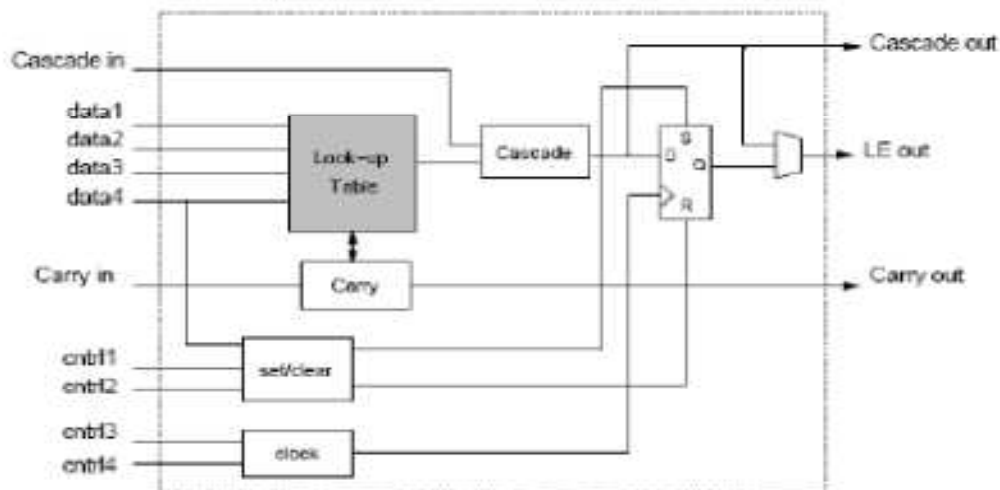 Cascade out
Cascade in
data1
data2
data3
data4
Look-up
Table
Cascade
S
D
Q
R
LE out
Carry in
Carry
Carry out
cntrl1
cntrl2
set/clear
cntrl3
cntrl4
clock